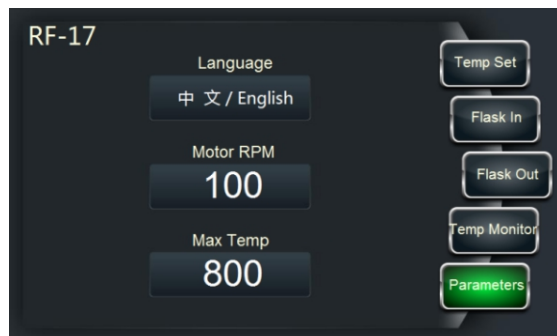 RF-17
Language
中 文 / English
Motor RPM
100
Max Temp
800
Temp Set
Flask In
Flask Out
Temp Monitor
Parameters